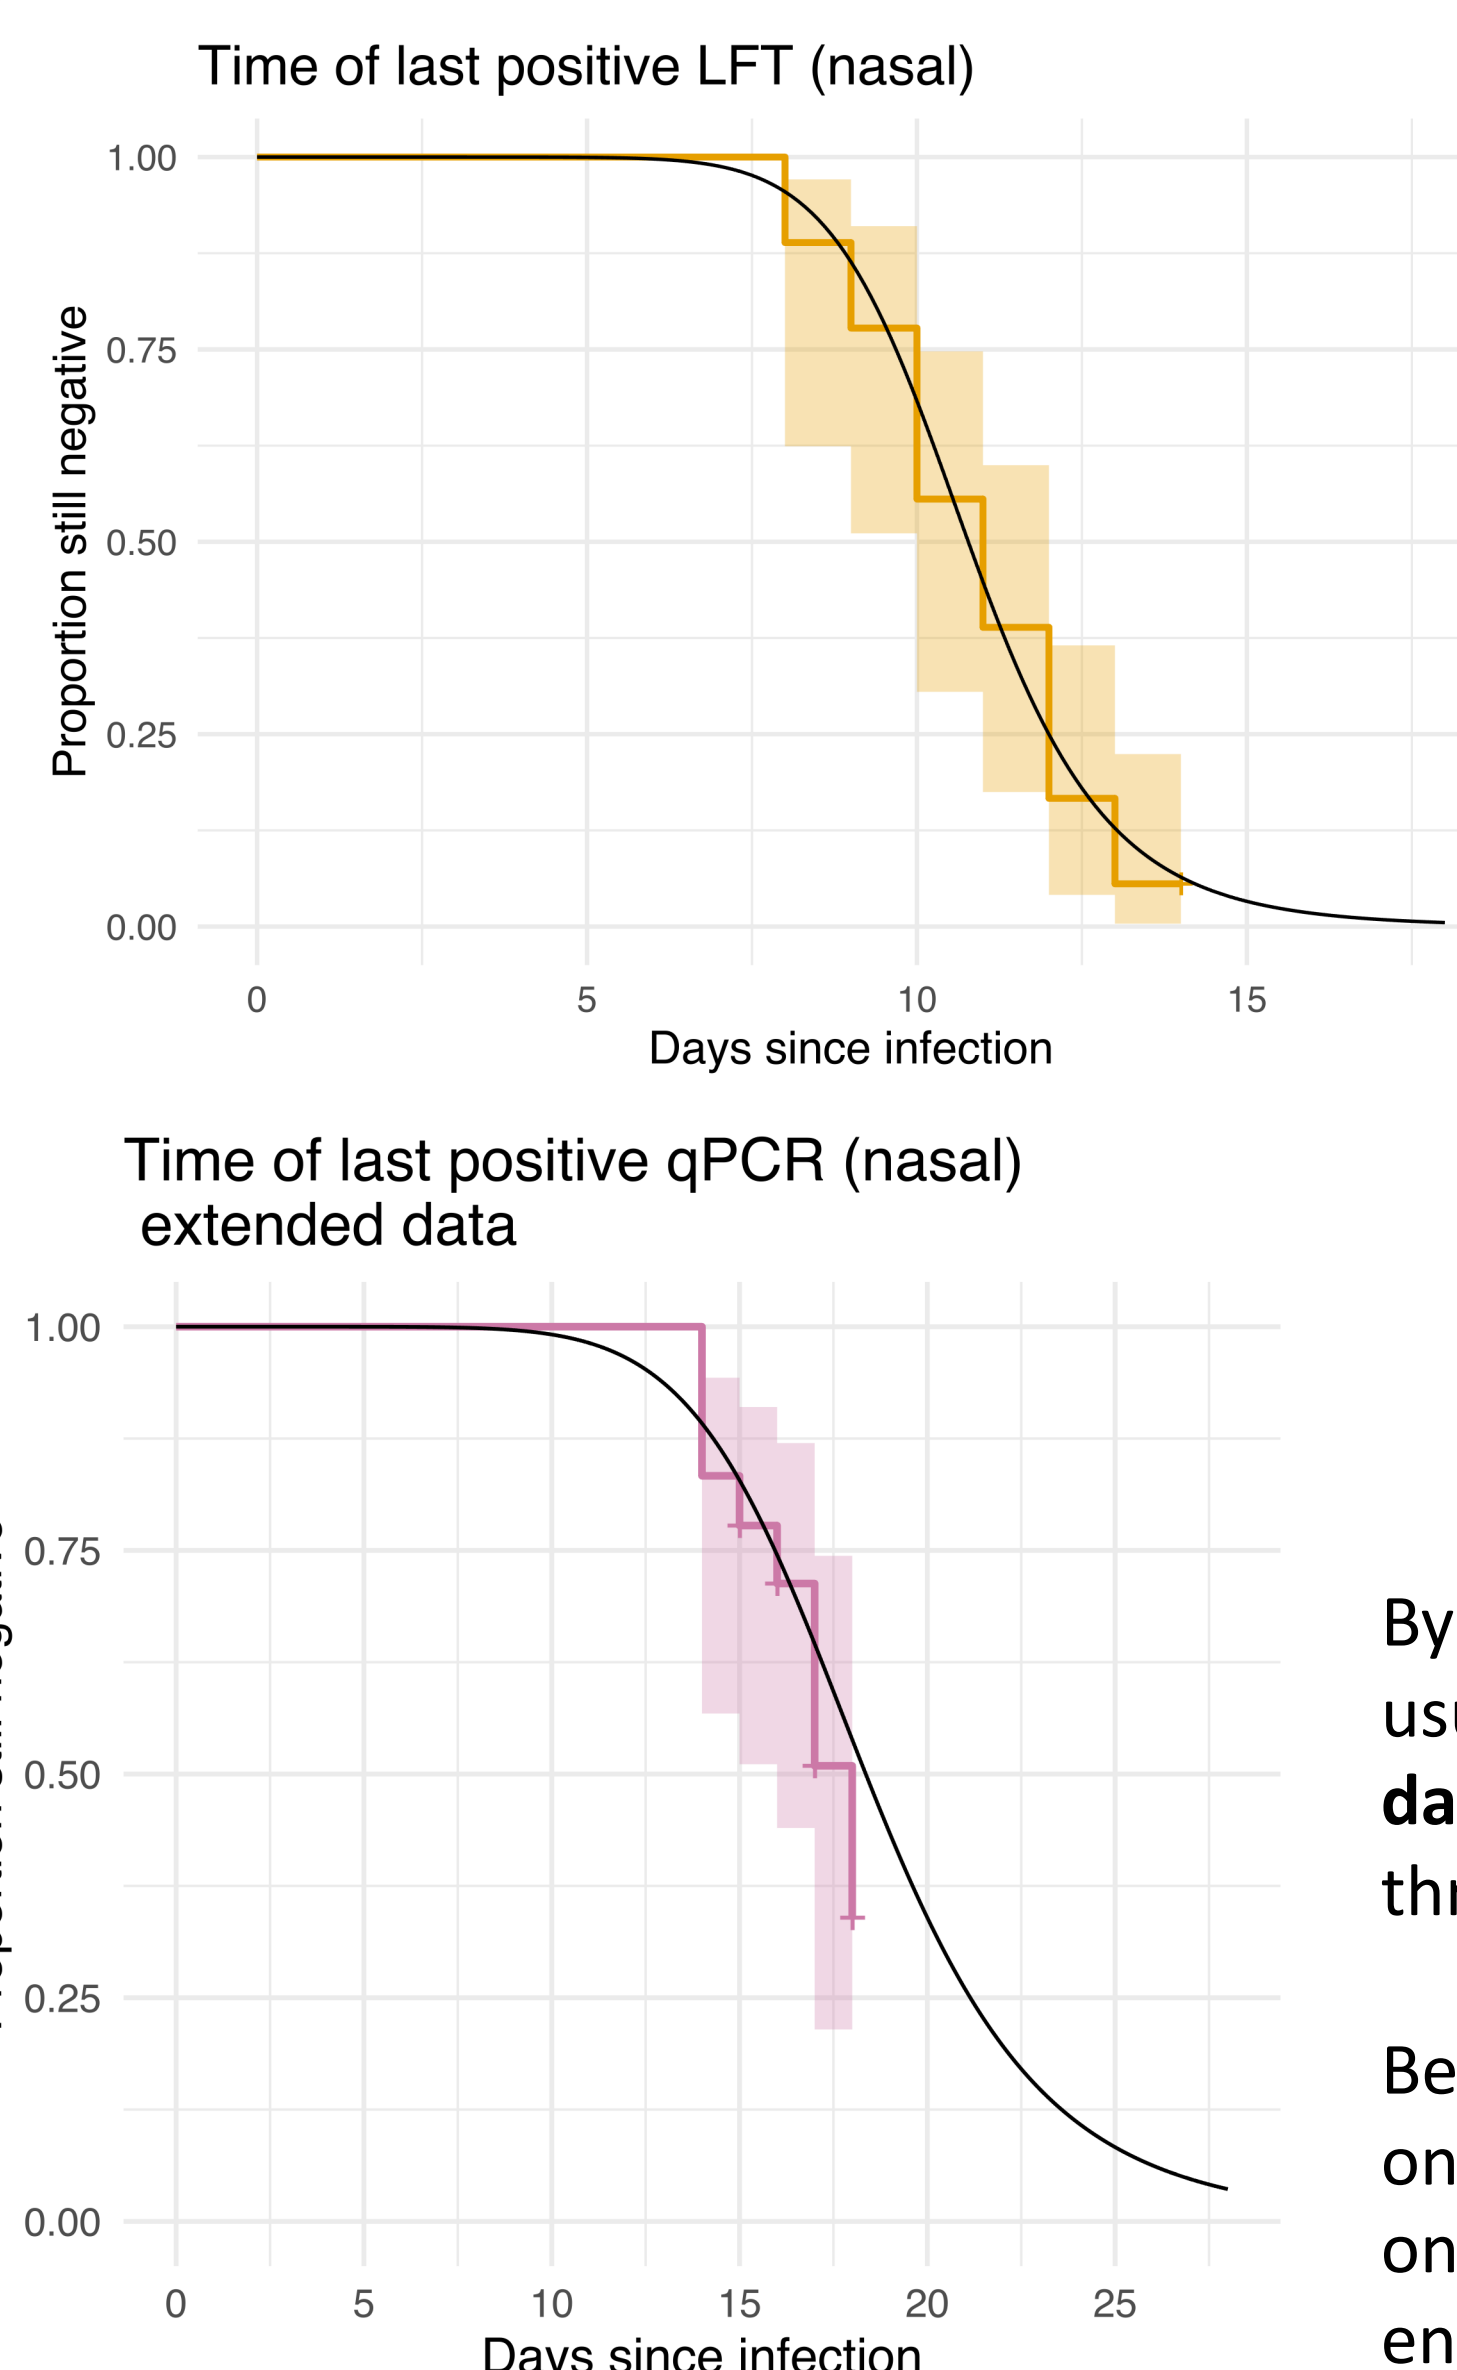 Time of last positive LFT (nasal)
1.00
0.75
0.50
0.25
0.00
Proportion still negative
0 5 10 15
Days since infection
Time of last positive qPCR (nasal)
extended data
1.00
0.75
0.50
0.25
0.00
0 5 10 15 20 25
Days since infection
By
Be
on
on
en